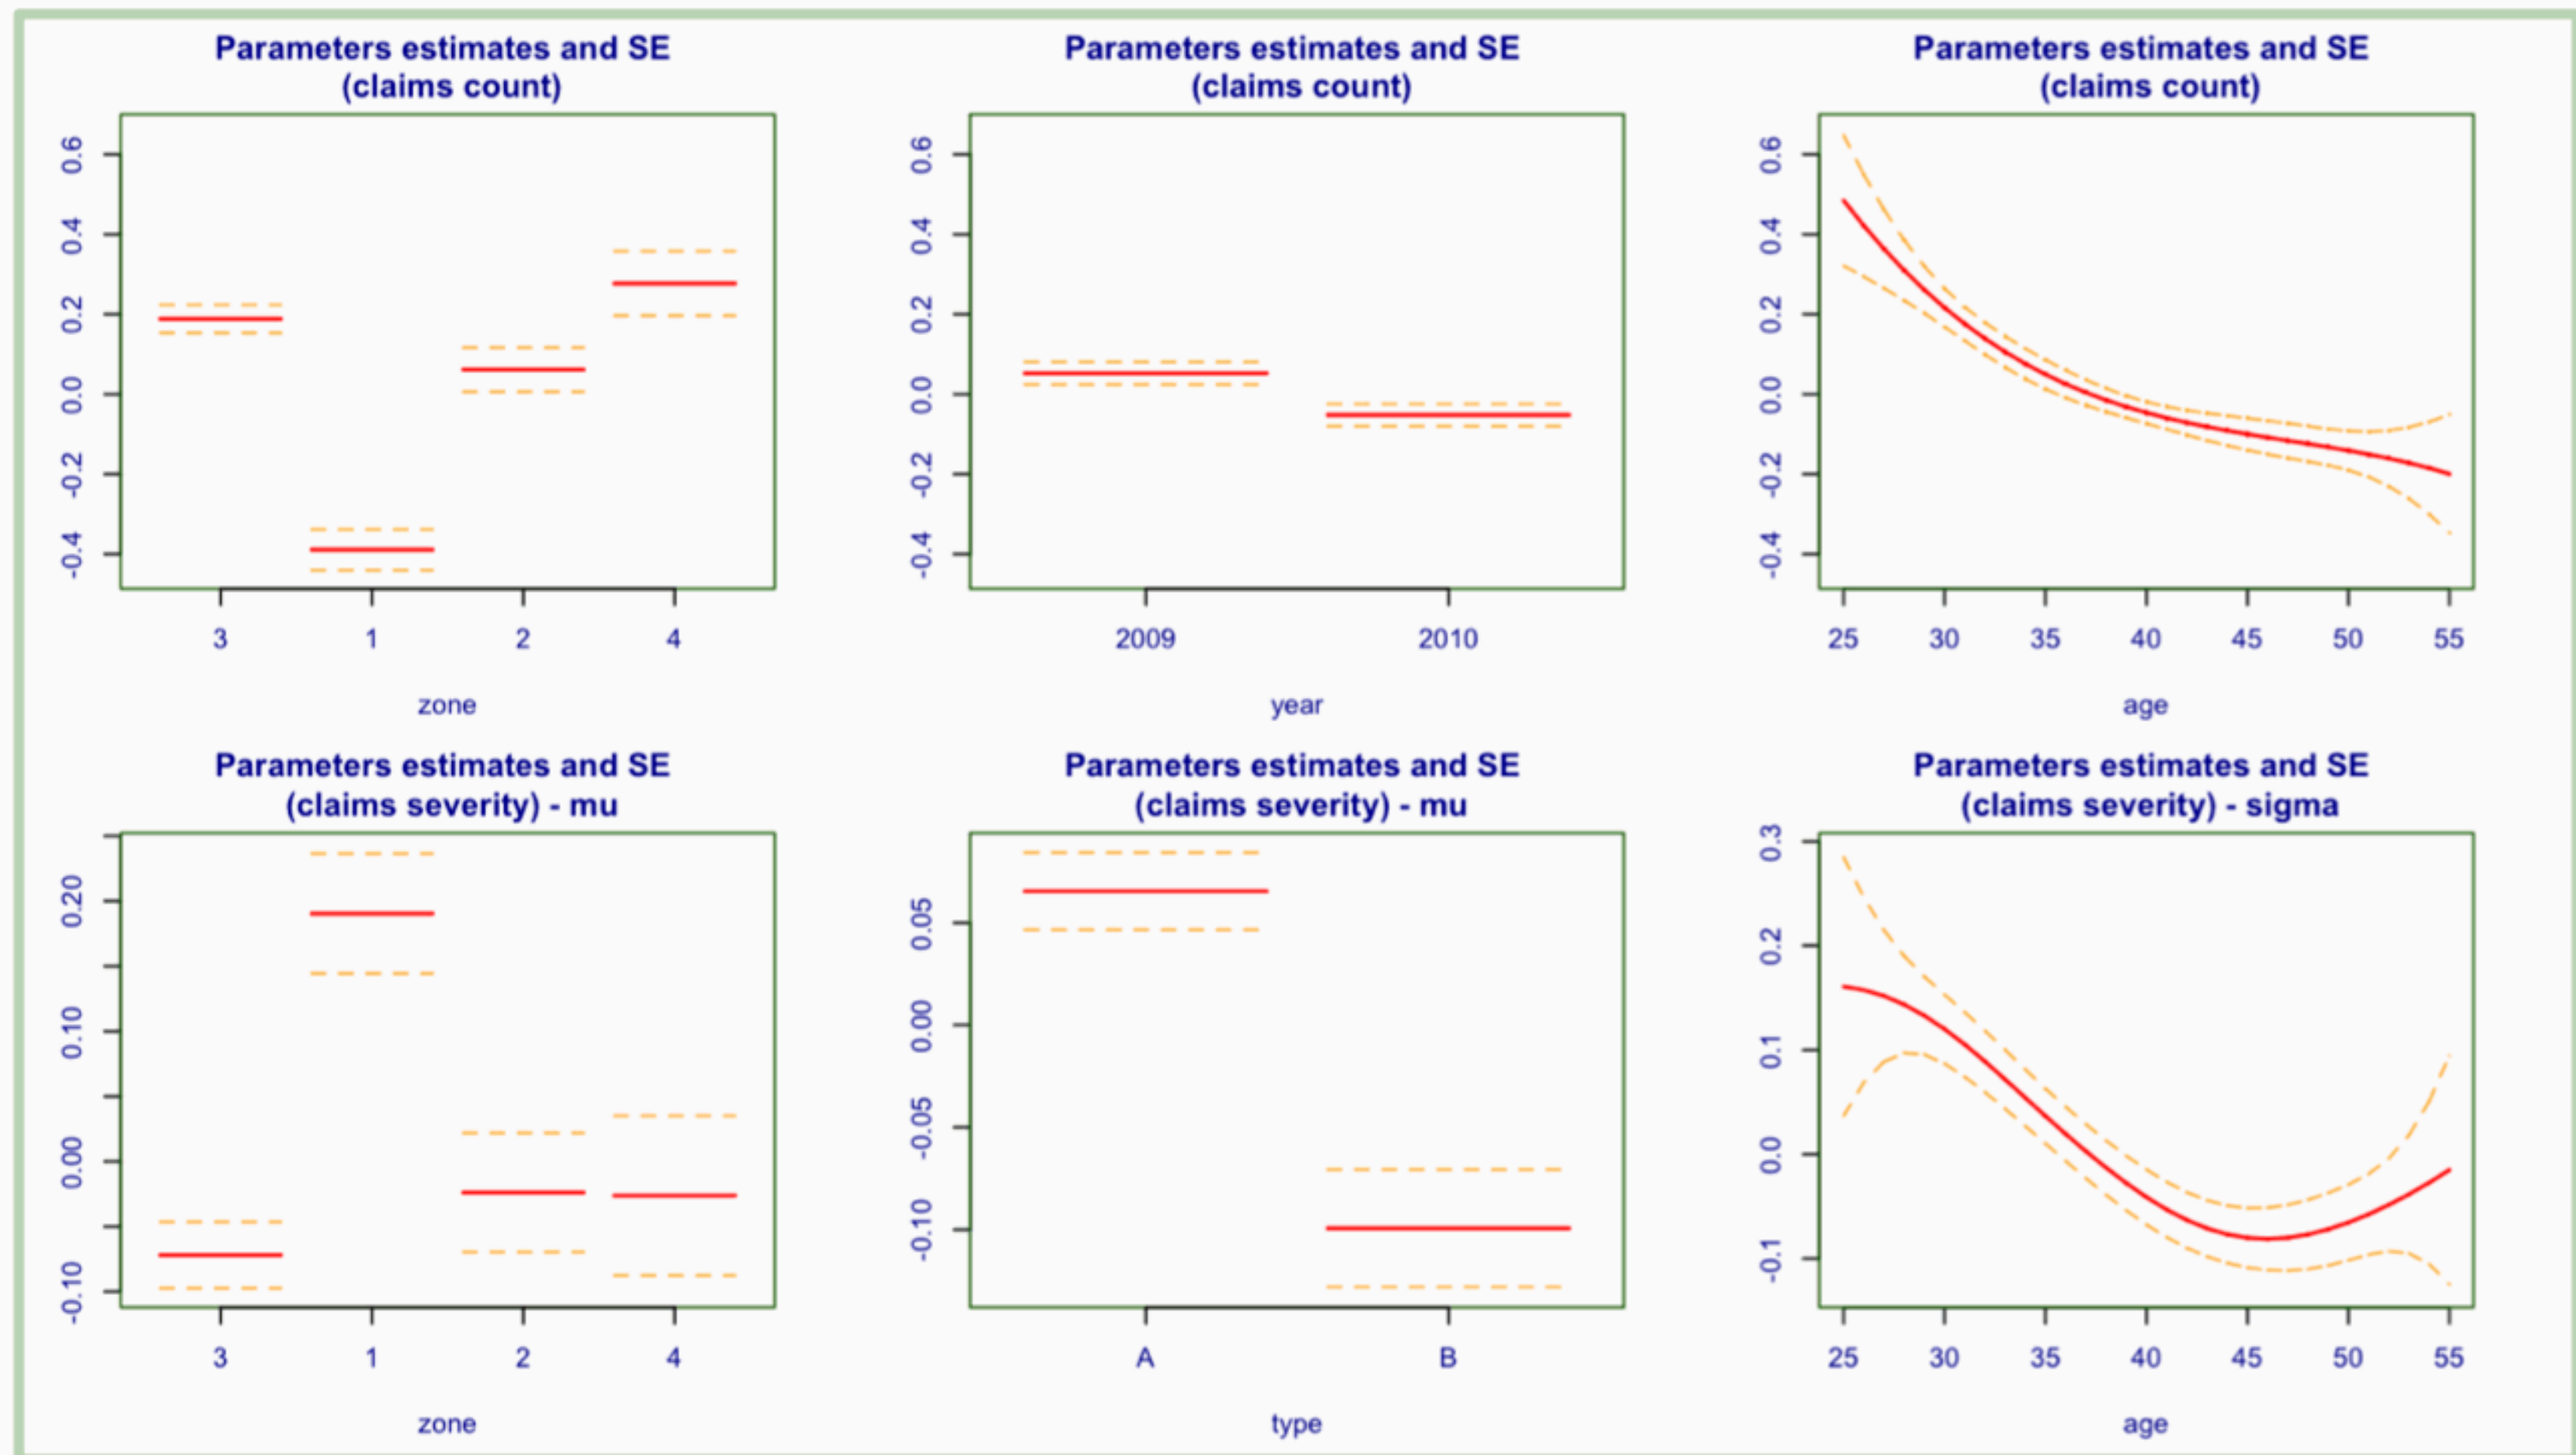 Parameters estimates and SE
(claims count)
0.6
0.4
0.2
0.0
-0.2
-0.4
3 1 2 4
zone
Parameters estimates and SE
(claims count)
0.6
0.4
0.2
0.0
-0.2
-0.4
2009 2010
year
Parameters estimates and SE
(claims count)
0.6
0.4
0.2
0.0
-0.2
-0.4
25 30 35 40 45 50 55
age
Parameters estimates and SE
(claims severity) - mu
0.20
0.10
0.00
-0.10
3 1 2 4
zone
Parameters estimates and SE
(claims severity) - mu
0.05
0.00
-0.05
-0.10
A B
type
Parameters estimates and SE
(claims severity) - sigma
0.3
0.2
0.1
0.0
-0.1
25 30 35 40 45 50 55
age